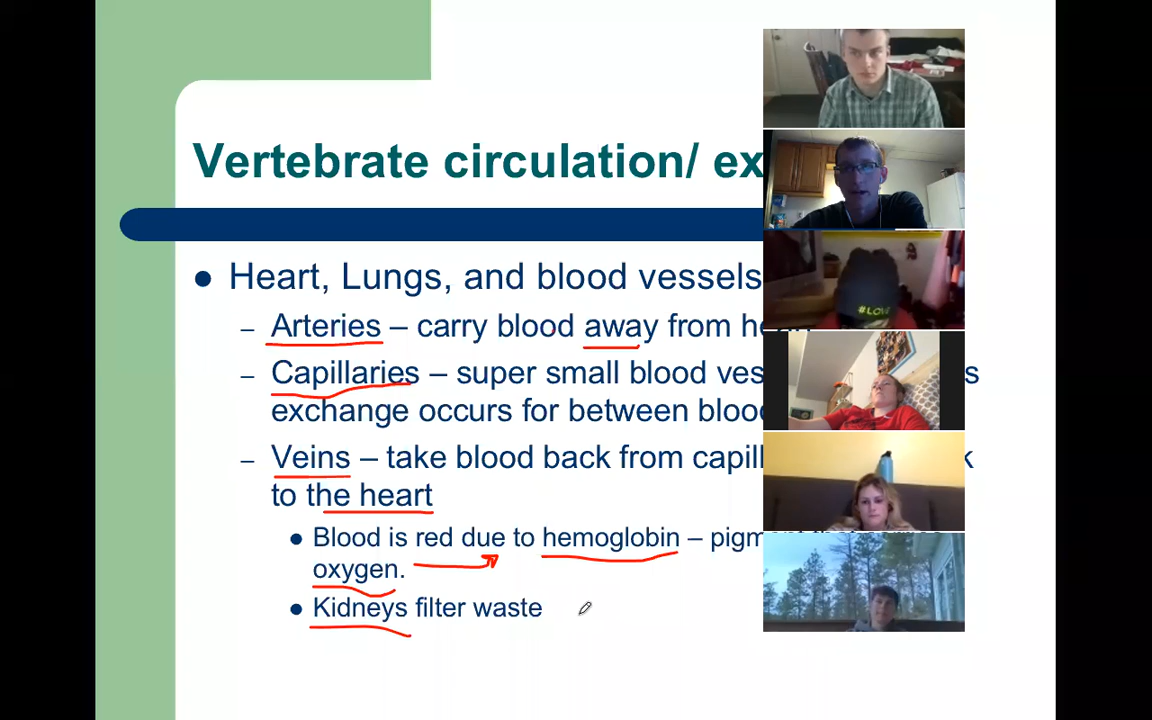 Vertebrate circulation/ ex
Heart, Lungs, and blood vessels
– Arteries – carry blood away from
– Capillaries – super small blood ves s
exchange occurs for between blood
– Veins – take blood back from capill k
to the heart
Blood is red due to hemoglobin – pigm
oxygen.
Kidneys filter waste
#LOVE